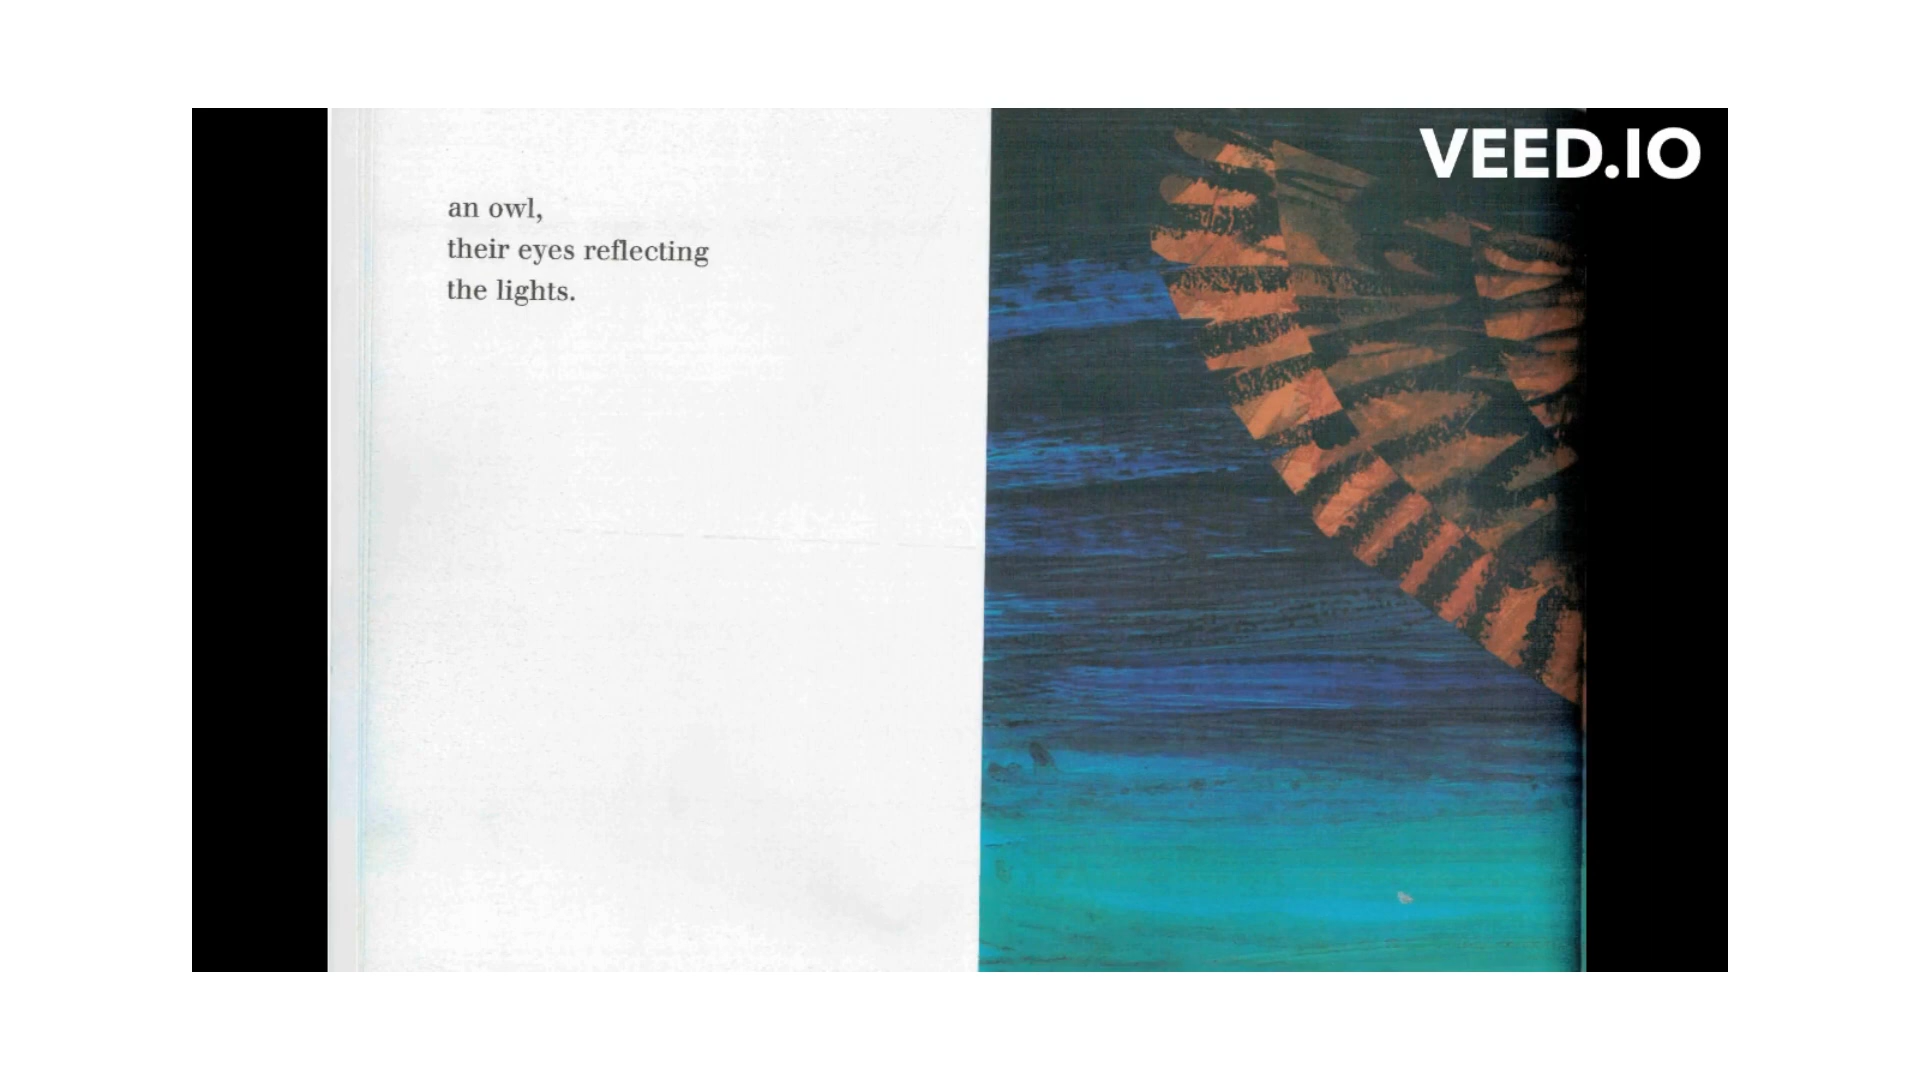 an owl,
their eyes reflecting
the lights.
VEED.IO